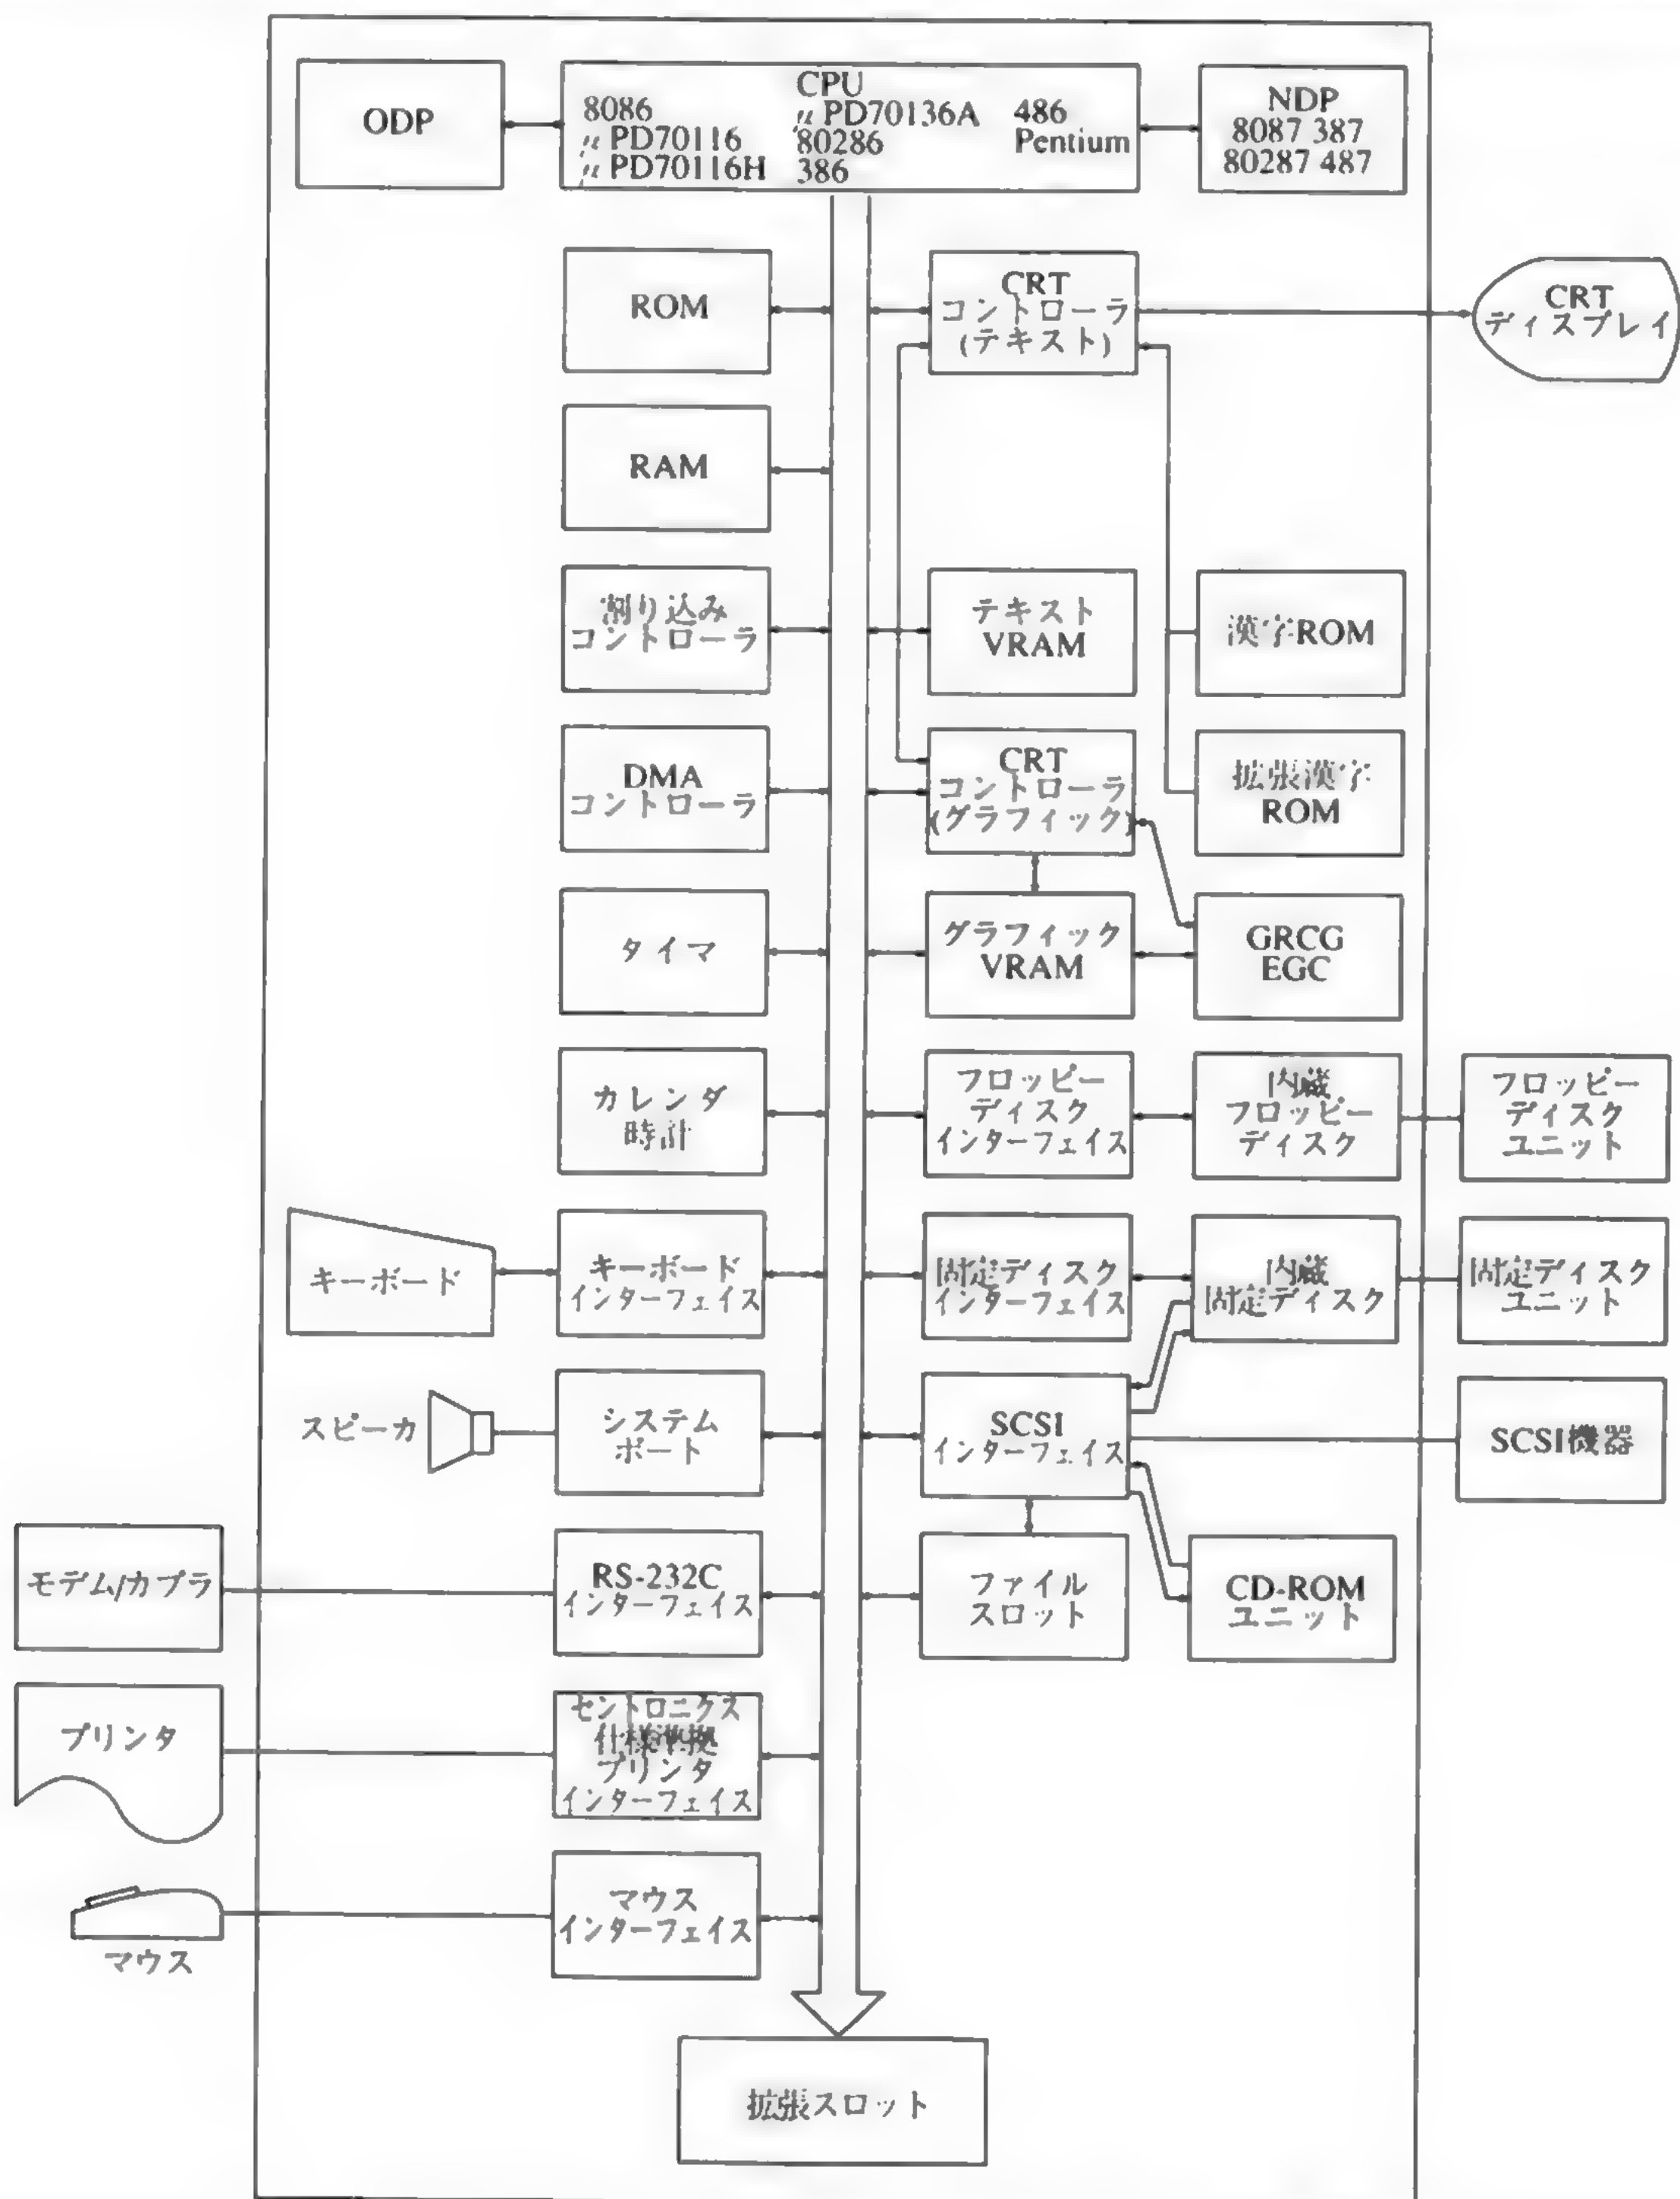 ODP
CPU
8086
μPD70116
μPD70116H
μPD70136A
80286
386
486
Pentium
NDP
8087 387
80287 487
ROM
CRT
コントローラ
(テキスト)
CRT
ディスプレイ
RAM
割り込み
コントローラ
テキスト
VRAM
漢字ROM
DMA
コントローラ
CRT
コントローラ
(グラフィック)
拡張漢字
ROM
タイマ
グラフィック
VRAM
GRCG
EGC
カレンダ
時計
フロッピー
ディスク
インターフェイス
内蔵
フロッピー
ディスク
フロッピー
ディスク
ユニット
キーボード
キーボード
インターフェイス
固定ディスク
インターフェイス
内蔵
固定ディスク
固定ディスク
ユニット
スピーカ
システム
ポート
SCSI
インターフェイス
SCSI機器
モデム/カプラ
RS-232C
インターフェイス
ファイル
スロット
CD-ROM
ユニット
プリンタ
セントロニクス
仕様準拠
プリンタ
インターフェイス
マウス
マウス
インターフェイス
拡張スロット